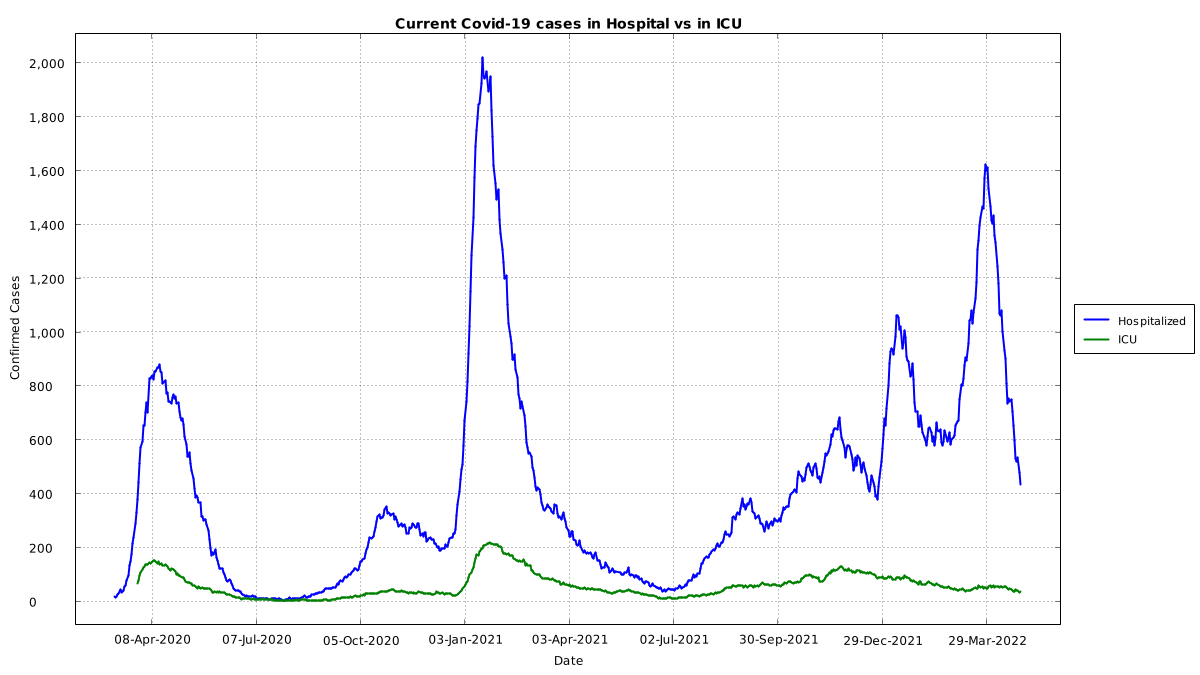 Current Covid-19 cases in Hospital vs in ICU
Confirmed Cases
2,000
1,800
1,600
1,400
1,200
1,000
800
600
400
200
0
08-Apr-2020 07-Jul-2020 05-Oct-2020 03-Jan-2021 03-Apr-2021 02-Jul-2021 30-Sep-2021 29-Dec-2021 29-Mar-2022
Date
Hospitalized
ICU